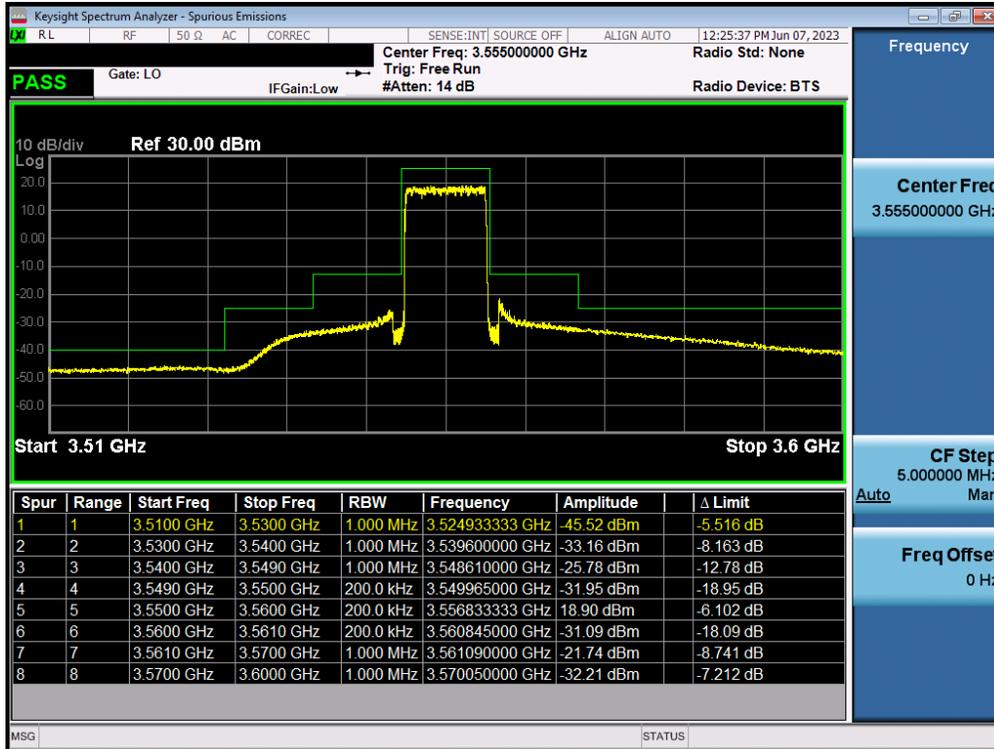 Keysight Spectrum Analyzer - Spurious Emissions
LXI RL RF 50 Ω AC CORREC SENSE:INT SOURCE OFF ALIGN AUTO 12:25:37 PM Jun 07, 2023
Center Freq: 3.555000000 GHz Radio Std: None
Trig: Free Run
PASS Gate: LO IFGain:Low #Atten: 14 dB Radio Device: BTS
Frequency
10 dB/div Ref 30.00 dBm
Log
20.0
10.0
0.00
-10.0
-20.0
-30.0
-40.0
-50.0
-60.0
Start 3.51 GHz Stop 3.6 GHz
Center Freq
3.555000000 GHz
CF Step
5.000000 MHz
Auto Man
Freq Offset
0 Hz
Spur Range Start Freq Stop Freq RBW Frequency Amplitude Δ Limit
1 1 3.5100 GHz 3.5300 GHz 1.000 MHz 3.524933333 GHz -45.52 dBm -5.516 dB
2 2 3.5300 GHz 3.5400 GHz 1.000 MHz 3.539600000 GHz -33.16 dBm -8.163 dB
3 3 3.5400 GHz 3.5490 GHz 1.000 MHz 3.548610000 GHz -25.78 dBm -12.78 dB
4 4 3.5490 GHz 3.5500 GHz 200.0 kHz 3.549965000 GHz -31.95 dBm -18.95 dB
5 5 3.5500 GHz 3.5600 GHz 200.0 kHz 3.556833333 GHz 18.90 dBm -6.102 dB
6 6 3.5600 GHz 3.5610 GHz 200.0 kHz 3.560845000 GHz -31.09 dBm -18.09 dB
7 7 3.5610 GHz 3.5700 GHz 1.000 MHz 3.561090000 GHz -21.74 dBm -8.741 dB
8 8 3.5700 GHz 3.6000 GHz 1.000 MHz 3.570050000 GHz -32.21 dBm -7.212 dB
MSG STATUS